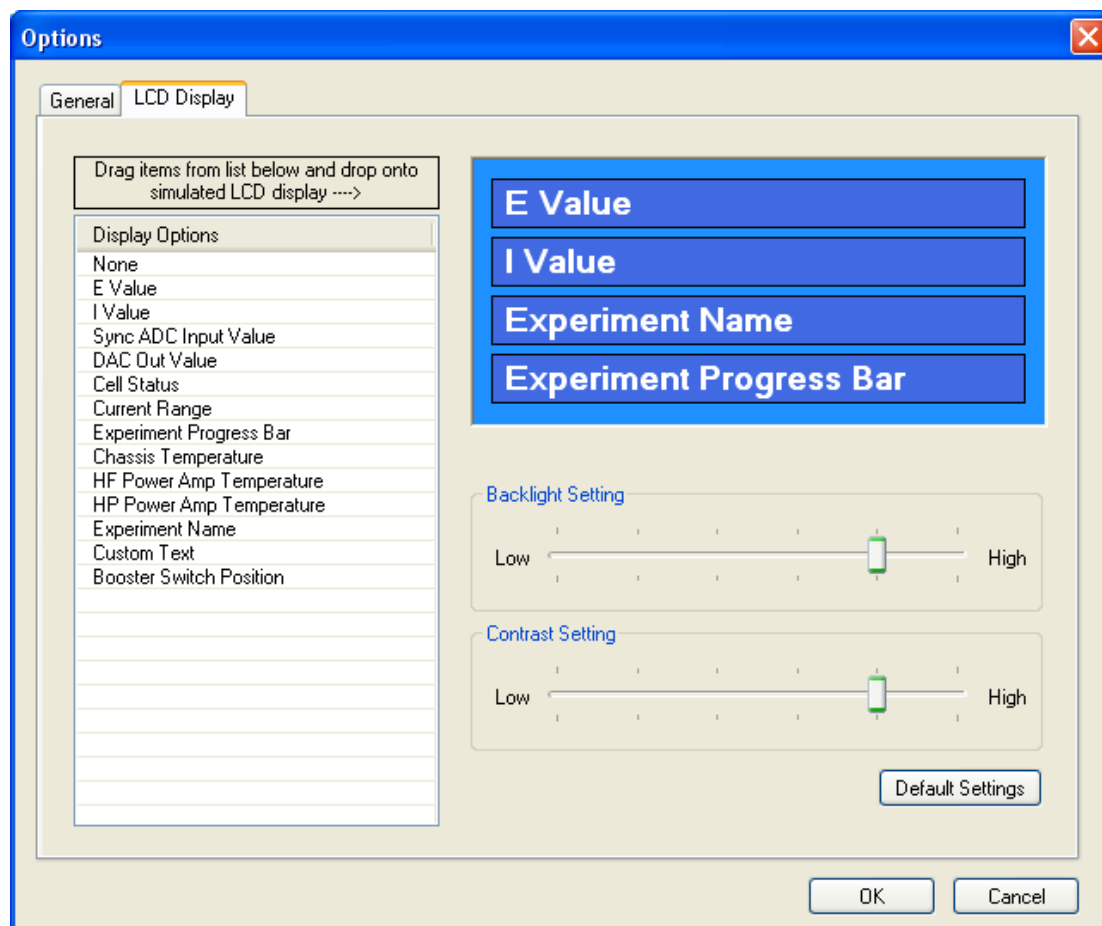 Options
General
LCD Display
Drag items from list below and drop onto
simulated LCD display ---->
Display Options
None
E Value
I Value
Sync ADC Input Value
DAC Out Value
Cell Status
Current Range
Experiment Progress Bar
Chassis Temperature
HF Power Amp Temperature
HP Power Amp Temperature
Experiment Name
Custom Text
Booster Switch Position
E Value
I Value
Experiment Name
Experiment Progress Bar
Backlight Setting
Low
High
Contrast Setting
Low
High
Default Settings
OK
Cancel